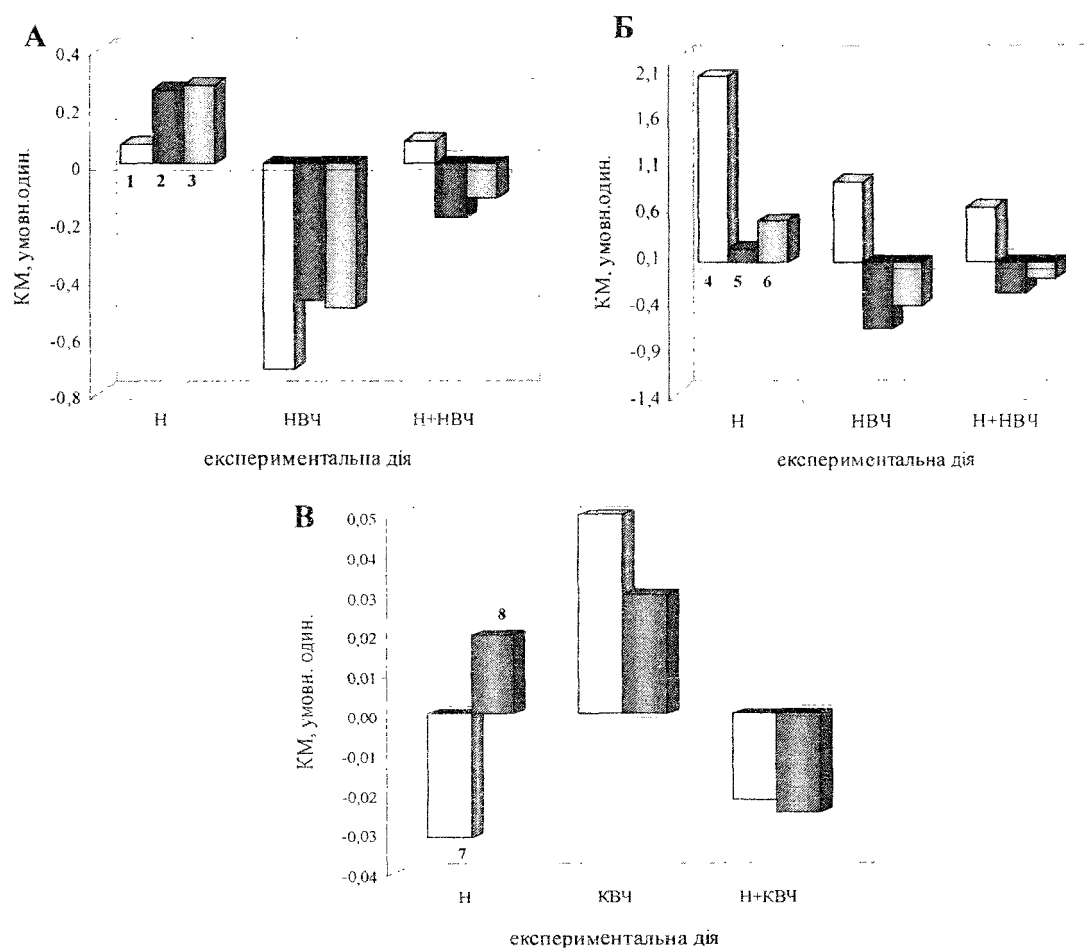 А
КМ, умовн.один.
0,4
0,2
0
-0,2
-0,4
-0,6
-0,8
1 2 3
Н НВЧ Н+НВЧ
експериментальна дія
Б
КМ, умовн.один.
2,1
1,6
1,1
0,6
0,1
-0,4
-0,9
-1,4
4 5 6
Н НВЧ Н+НВЧ
експериментальна дія
В
КМ, умовн. один.
0,05
0,04
0,03
0,02
0,01
0,00
-0,01
-0,02
-0,03
-0,04
8
7
Н КВЧ Н+КВЧ
експериментальна дія